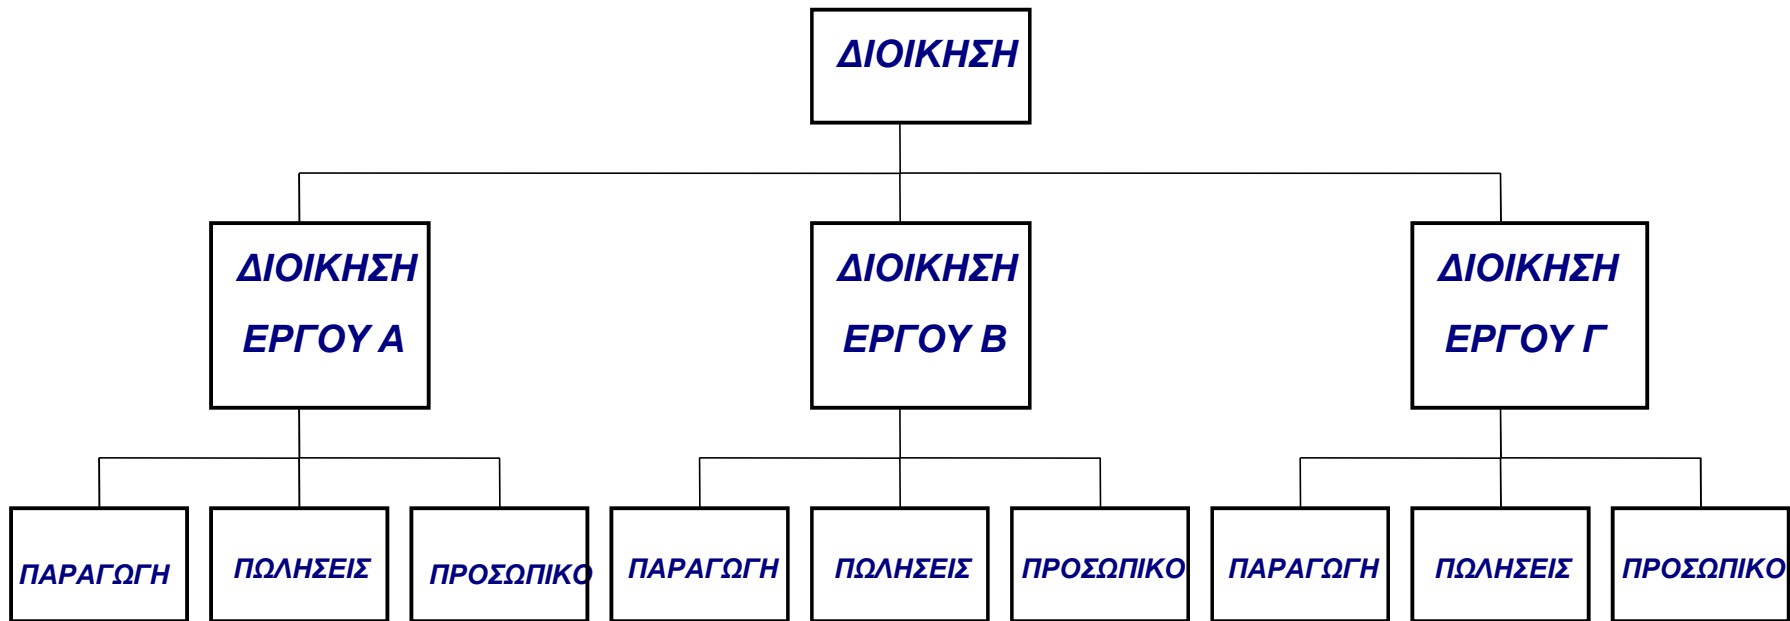 ΔΙΟΙΚΗΣΗ
ΔΙΟΙΚΗΣΗ
ΕΡΓΟΥ Α
ΔΙΟΙΚΗΣΗ
ΕΡΓΟΥ Β
ΔΙΟΙΚΗΣΗ
ΕΡΓΟΥ Γ
ΠΑΡΑΓΩΓΗ
ΠΩΛΗΣΕΙΣ
ΠΡΟΣΩΠΙΚΟ
ΠΑΡΑΓΩΓΗ
ΠΩΛΗΣΕΙΣ
ΠΡΟΣΩΠΙΚΟ
ΠΑΡΑΓΩΓΗ
ΠΩΛΗΣΕΙΣ
ΠΡΟΣΩΠΙΚΟ